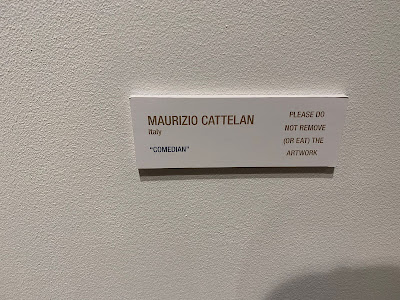 MAURIZIO CATTELAN
Italy
"COMEDIAN"
PLEASE DO
NOT REMOVE
(OR EAT) THE
ARTWORK